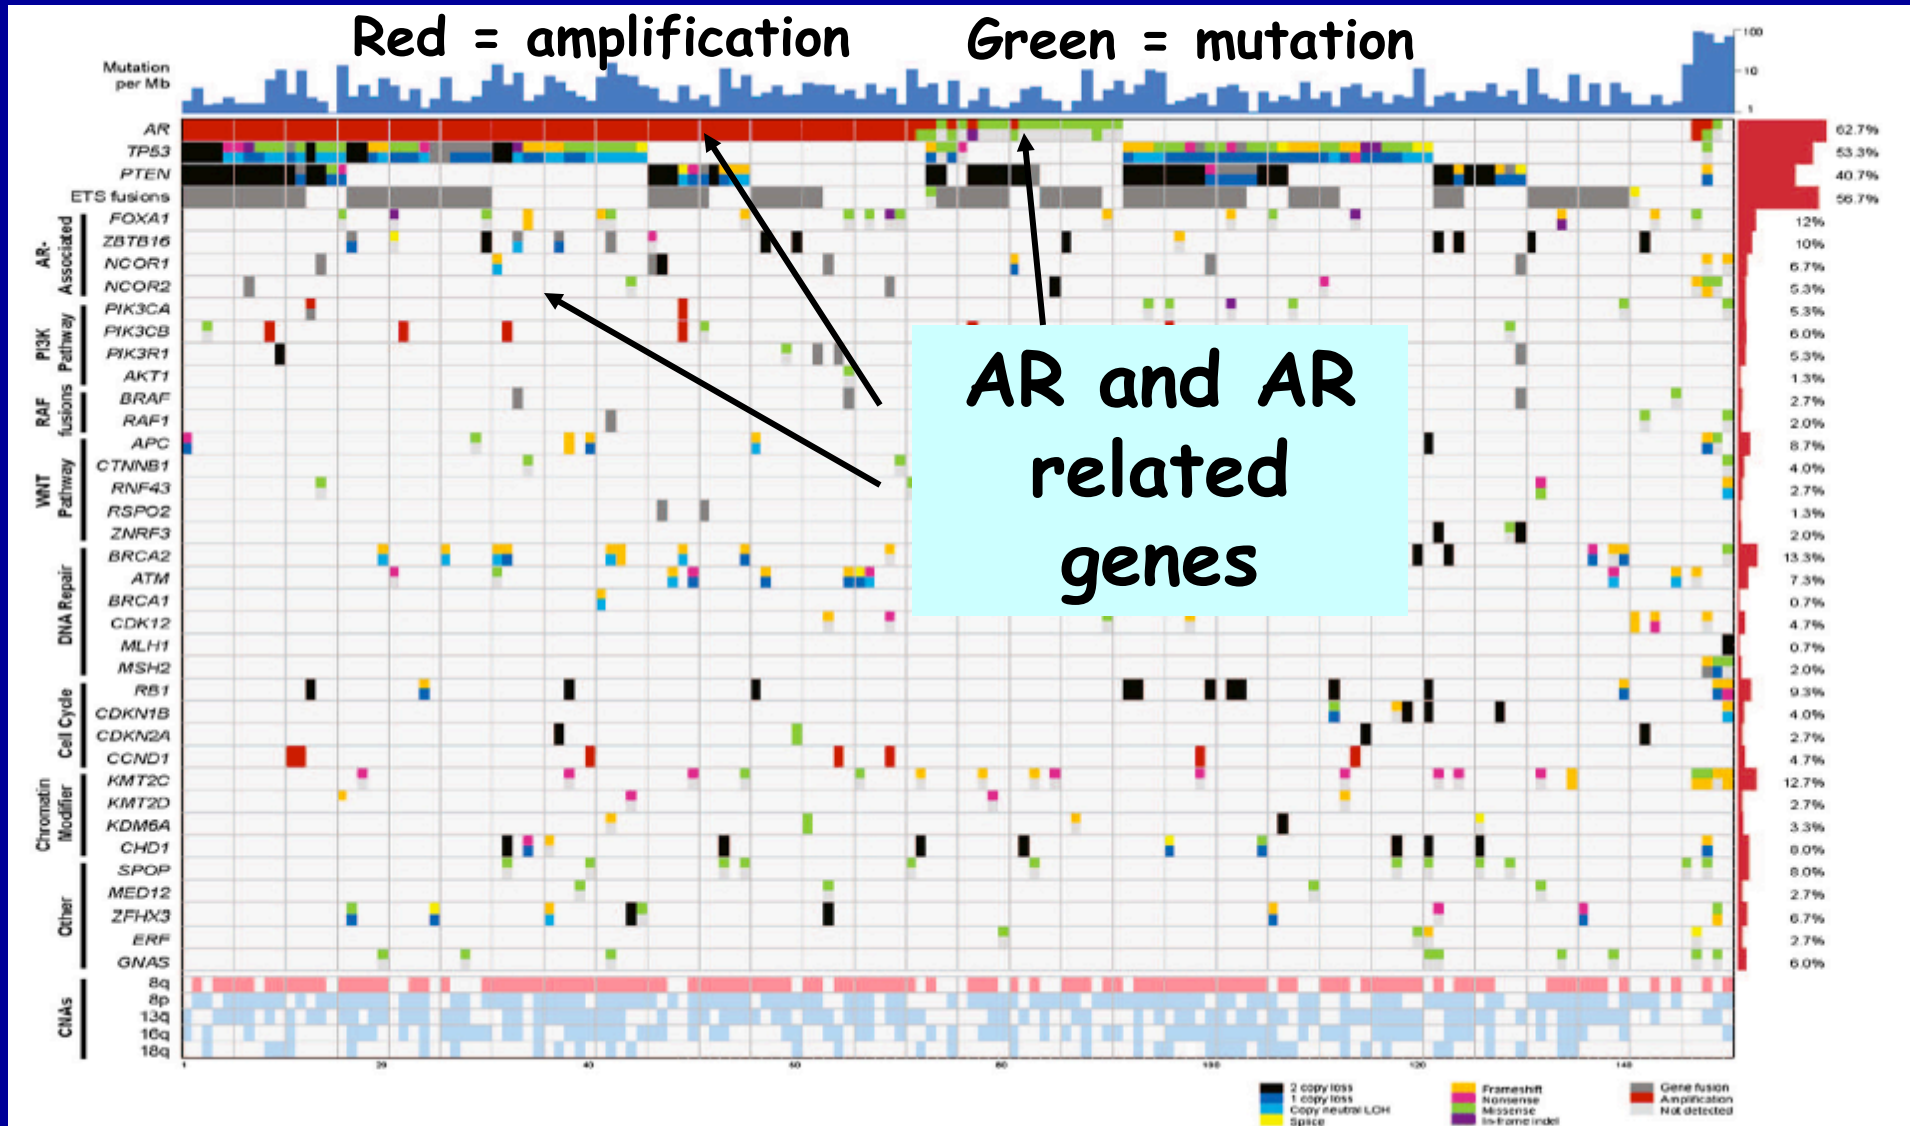 Red = amplification Green = mutation
Mutation
per Mb
100
10
1
AR 62.7%
TP53 53.3%
PTEN 40.7%
ETS fusions 56.7%
AR-
Associated
FOXA1 12%
ZBTB16 10%
NCOR1 6.7%
NCOR2 5.3%
PI3K
Pathway
PIK3CA 5.3%
PIK3CB 6.0%
PIK3R1 5.3%
AKT1 1.3%
RAF
fusions
BRAF 2.7%
RAF1 2.0%
WNT
Pathway
APC 8.7%
CTNNB1 4.0%
RNF43 2.7%
RSPO2 1.3%
ZNRF3 2.0%
AR and AR
related
genes
DNA Repair
BRCA2 13.3%
ATM 7.3%
BRCA1 0.7%
CDK12 4.7%
MLH1 0.7%
MSH2 2.0%
Cell Cycle
RB1 9.3%
CDKN1B 4.0%
CDKN2A 2.7%
CCND1 4.7%
Chromatin
Modifier
KMT2C 12.7%
KMT2D 2.7%
KDM6A 3.3%
CHD1 8.0%
Other
SPOP 8.0%
MED12 2.7%
ZFHX3 6.7%
ERF 2.7%
GNAS 6.0%
CNAs
8q
8p
13q
16q
18q
1 20 40 60 80 100 120 140
2 copy loss
1 copy loss
Copy neutral LOH
Splice
Frameshift
Nonsense
Missense
In-frame indel
Gene fusion
Amplification
Not detected